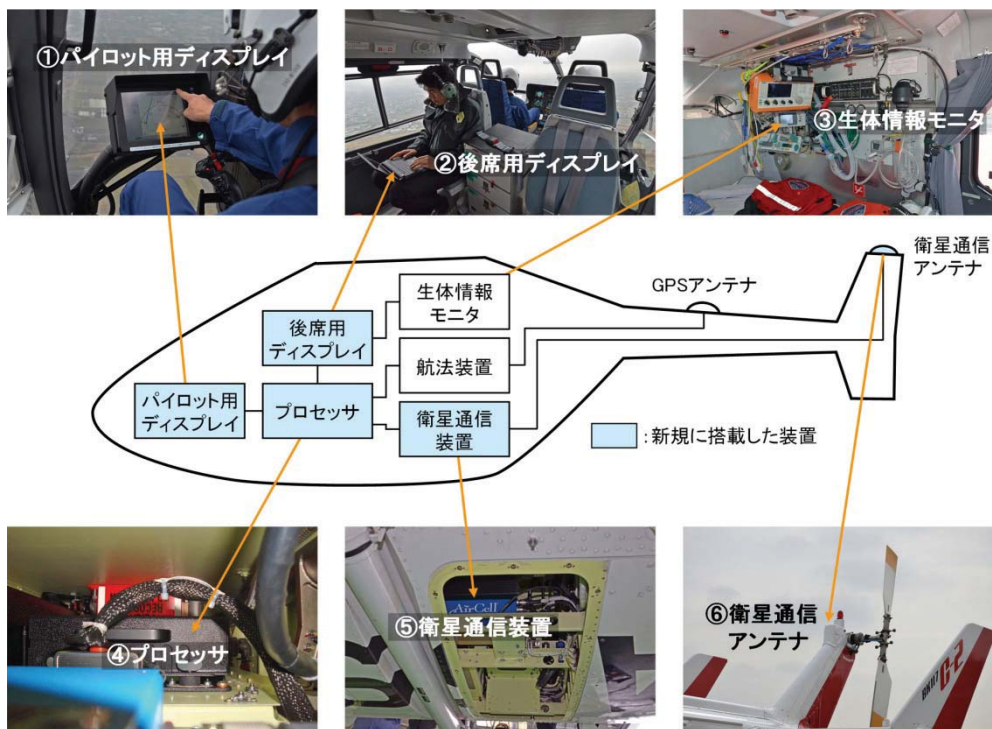 ①パイロット用ディスプレイ
②後席用ディスプレイ
③生体情報モニタ
衛星通信
アンテナ
GPSアンテナ
生体情報
モニタ
後席用
ディスプレイ
航法装置
パイロット用
ディスプレイ
プロセッサ
衛星通信
装置
:新規に搭載した装置
④プロセッサ
AirCell
⑤衛星通信装置
⑥衛星通信
アンテナ
BK117 C-2